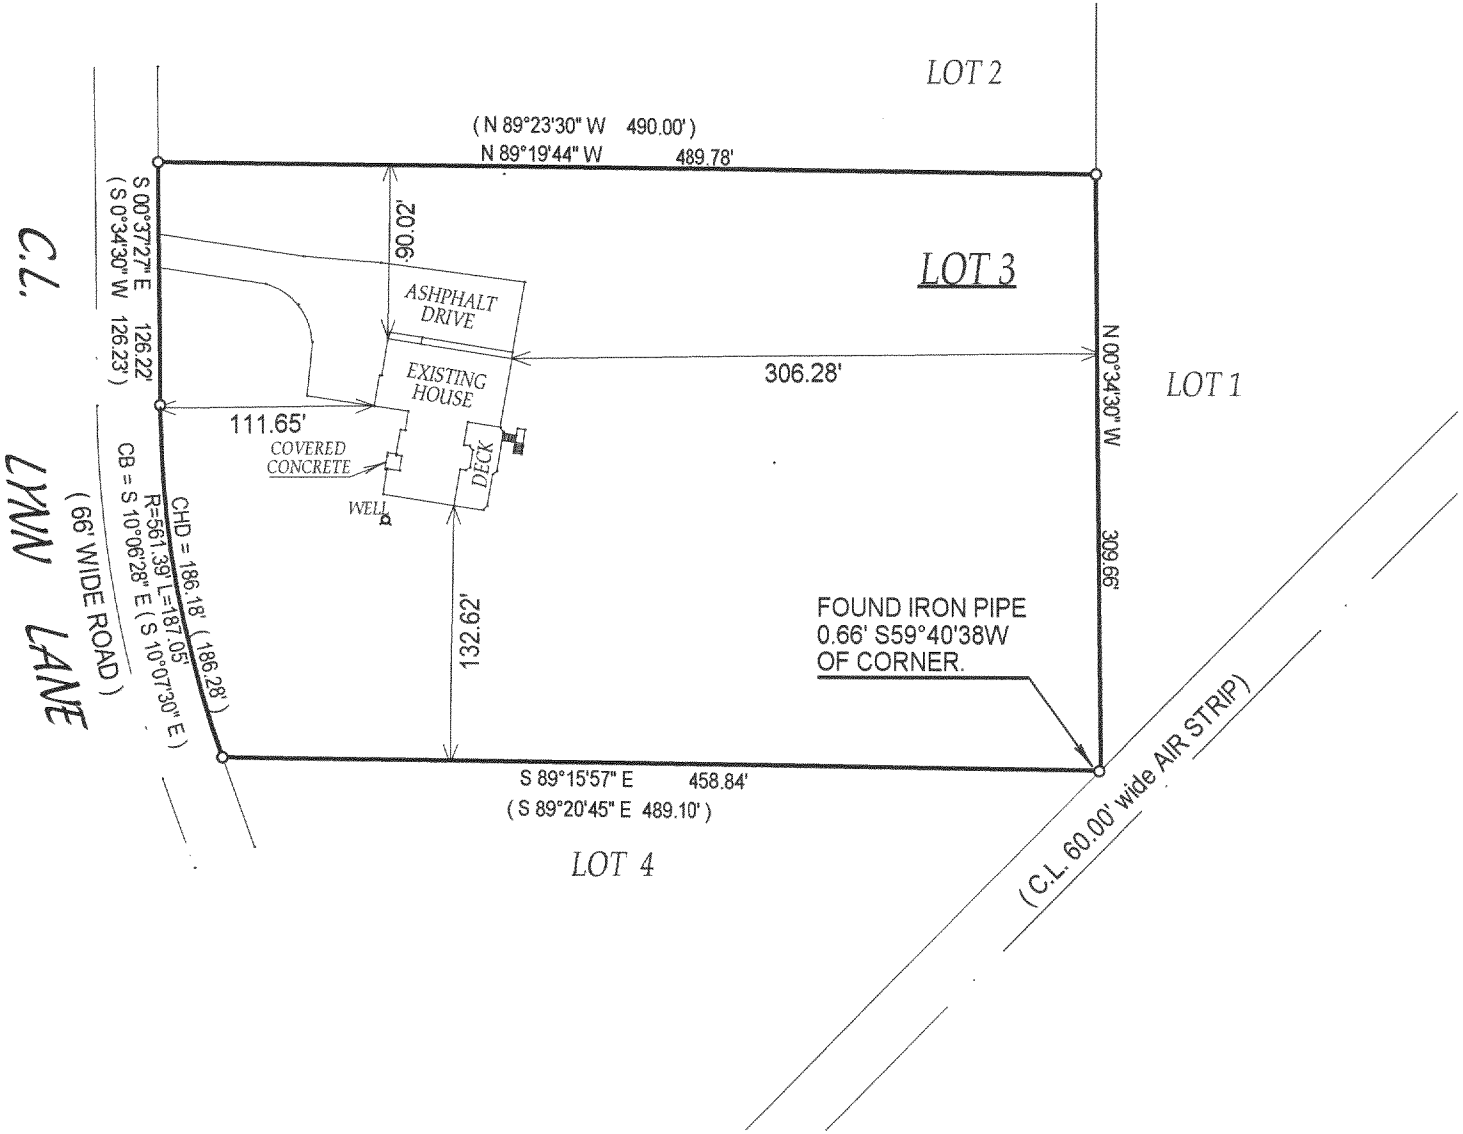 LOT 2
( N 89°23'30" W 490.00' )
N 89°19'44" W 489.78'
S 00°37'27" E 126.22'
( S 0°34'30" W 126.23' )
90.02'
LOT 3
ASHPHALT
DRIVE
EXISTING
HOUSE
306.28'
N 00°34'30" W 309.66'
LOT 1
111.65'
COVERED
CONCRETE
DECK
WELL
C.L. LYNN LANE
( 66' WIDE ROAD )
CHD = 186.18' ( 186.28' )
R=561.39' L=187.05'
CB = S 10°06'28" E ( S 10°07'30" E )
132.62'
FOUND IRON PIPE
0.66' S59°40'38W
OF CORNER.
( C.L. 60.00' wide AIR STRIP)
S 89°15'57" E 458.84'
( S 89°20'45" E 489.10' )
LOT 4